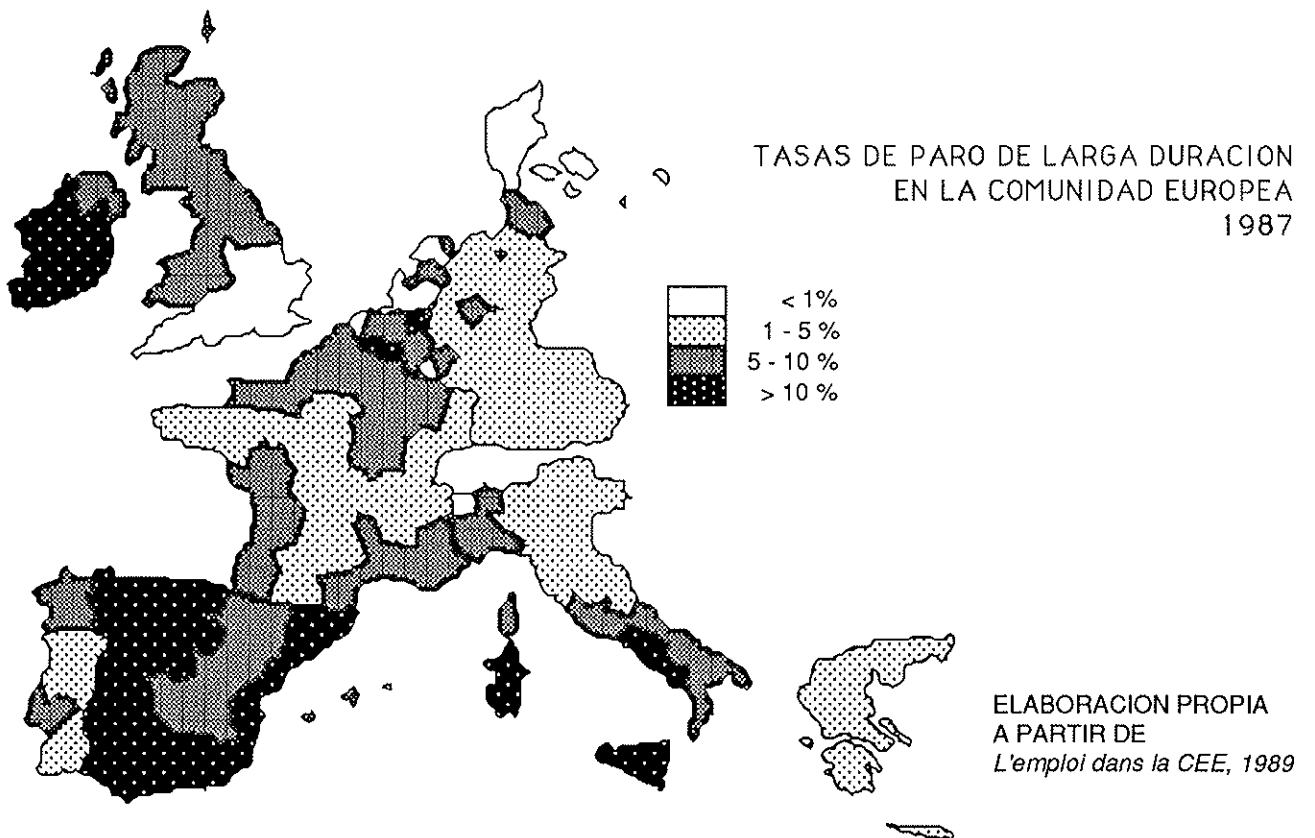 TASAS DE PARO DE LARGA DURACION
EN LA COMUNIDAD EUROPEA
1987
< 1%
1 - 5 %
5 - 10 %
> 10 %
ELABORACION PROPIA
A PARTIR DE
L'emploi dans la CEE, 1989